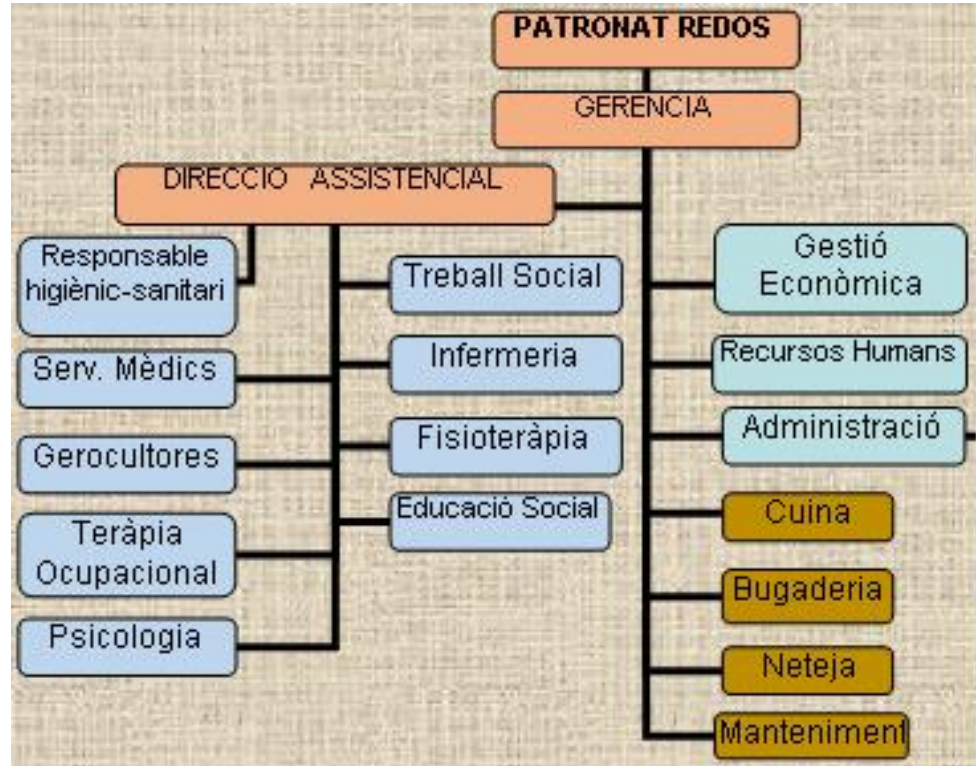 PATRONAT REDOS
GERENCIA
DIRECCIO ASSISTENCIAL
Responsable
higiènic-sanitari
Serv. Mèdics
Gerocultores
Teràpia
Ocupacional
Psicologia
Treball Social
Infermeria
Fisioteràpia
Educació Social
Gestió
Econòmica
Recursos Humans
Administració
Cuina
Bugaderia
Neteja
Manteniment